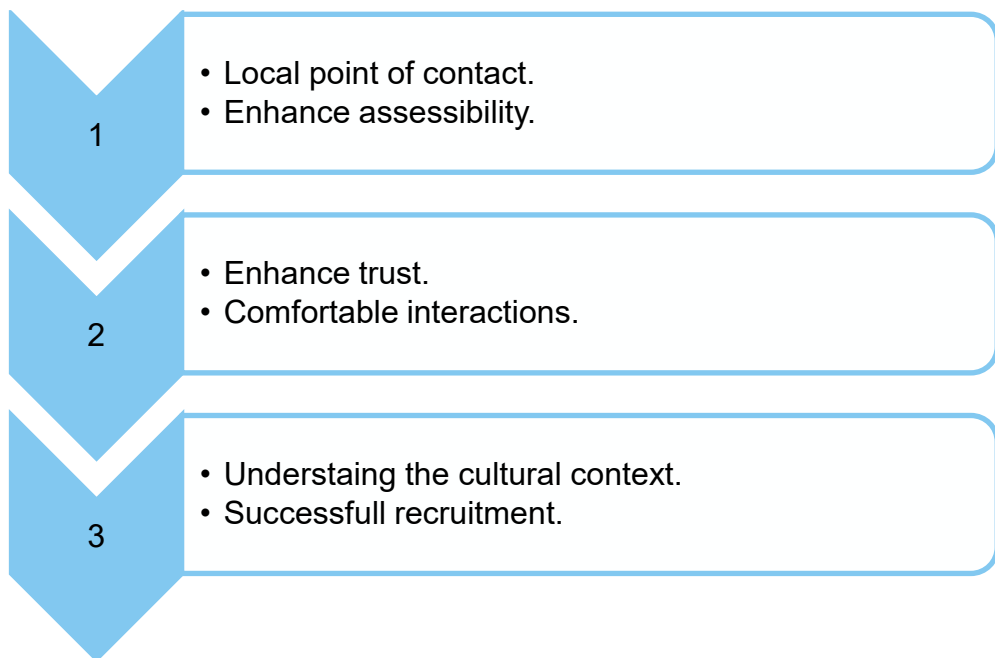 1
• Local point of contact.
• Enhance assessibility.
2
• Enhance trust.
• Comfortable interactions.
3
• Understaing the cultural context.
• Successfull recruitment.